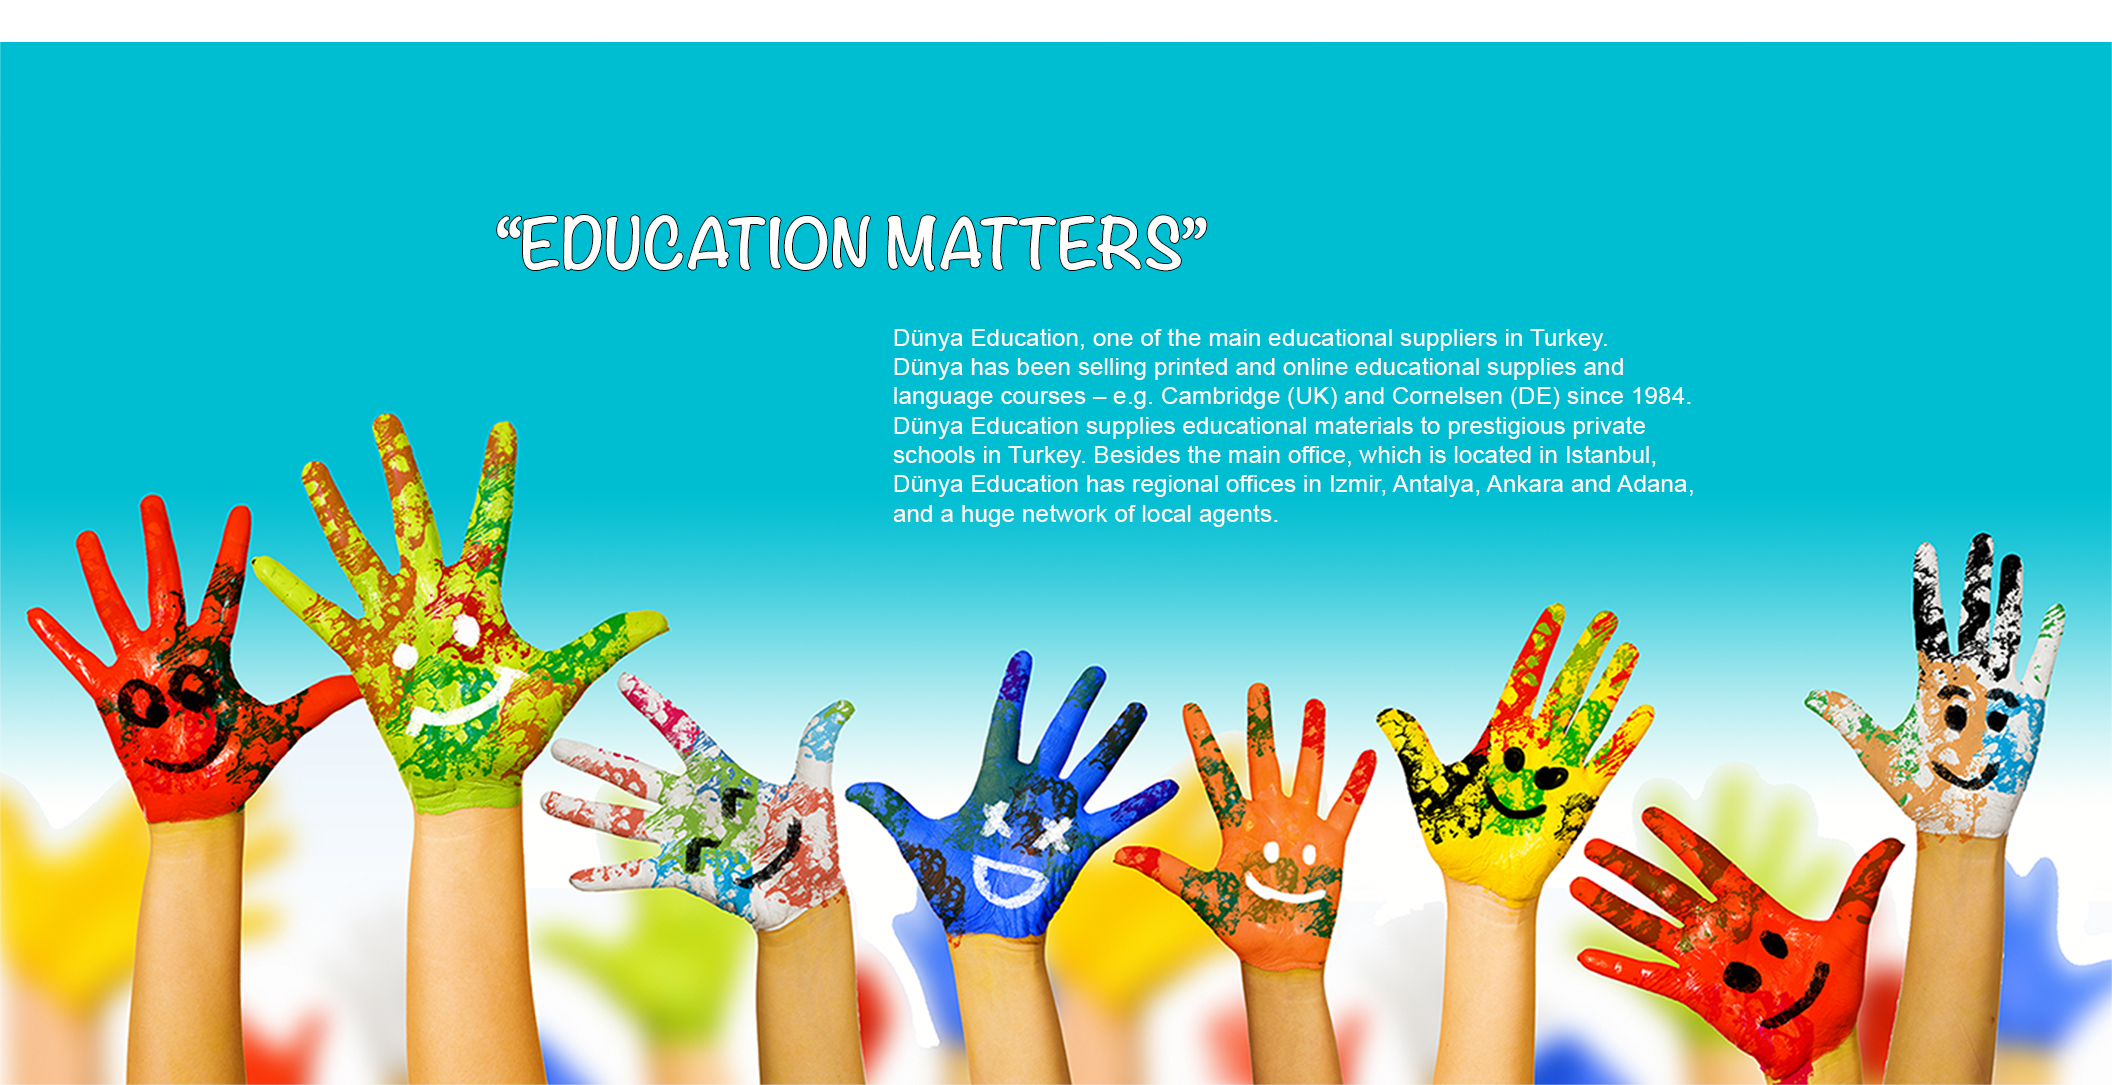 “EDUCATION MATTERS”
Dünya Education, one of the main educational suppliers in Turkey.
Dünya has been selling printed and online educational supplies and
language courses – e.g. Cambridge (UK) and Cornelsen (DE) since 1984.
Dünya Education supplies educational materials to prestigious private
schools in Turkey. Besides the main office, which is located in Istanbul,
Dünya Education has regional offices in Izmir, Antalya, Ankara and Adana,
and a huge network of local agents.